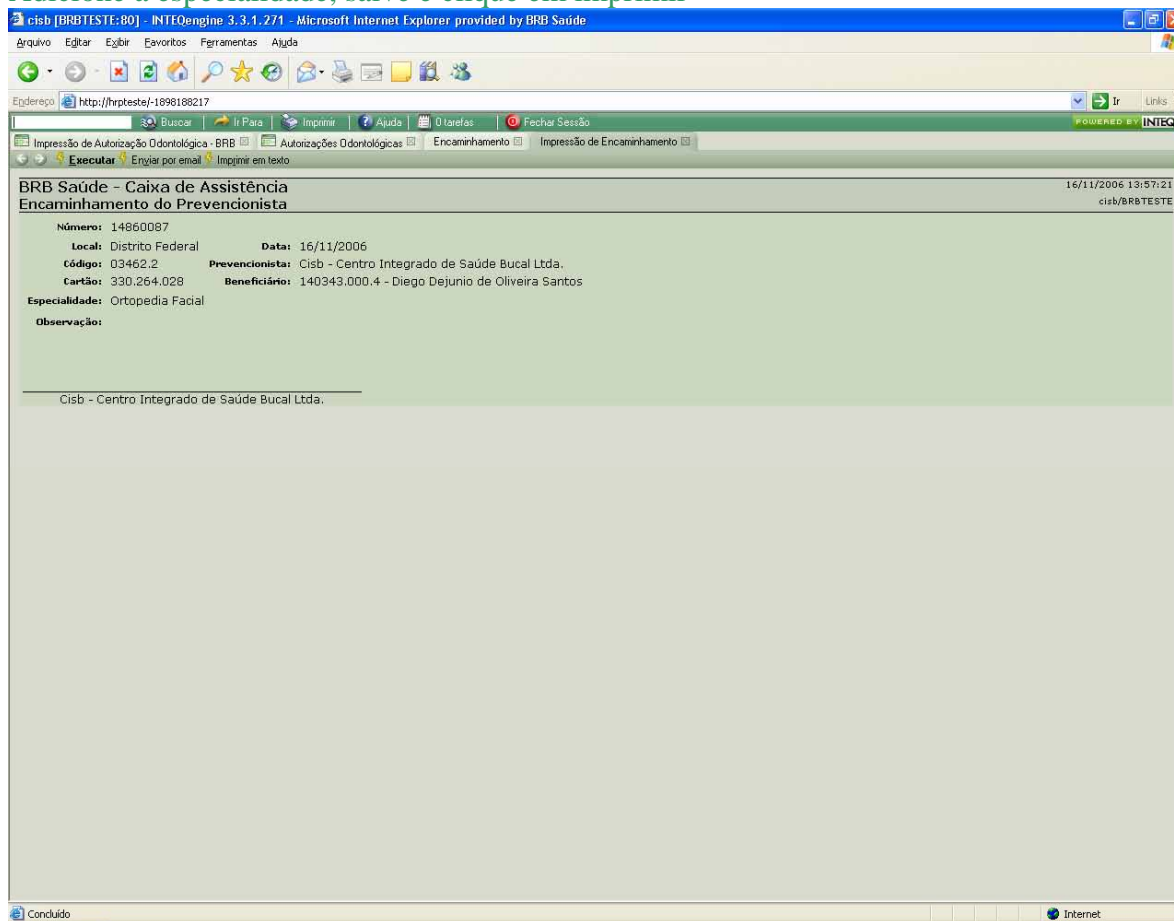 Adicione a especialidade, salve e clique em imprimir
cisb [BRBTESTE:80] - INTEQengine 3.3.1.271 - Microsoft Internet Explorer provided by BRB Saúde
Arquivo Editar Exibir Favoritos Ferramentas Ajuda
Endereço http://hrpteste/-1898188217 Ir Links
Buscar Ir Para Imprimir Ajuda 0 tarefas Fechar Sessão POWERED BY INTEQ
Impressão de Autorização Odontológica - BRB Autorizações Odontológicas Encaminhamento Impressão de Encaminhamento
Executar Enviar por email Imprimir em texto
BRB Saúde - Caixa de Assistência 16/11/2006 13:57:21
Encaminhamento do Prevencionista cisb/BRBTESTE
Número: 14860087
Local: Distrito Federal Data: 16/11/2006
Código: 03462.2 Prevencionista: Cisb - Centro Integrado de Saúde Bucal Ltda.
Cartão: 330.264.028 Beneficiário: 140343.000.4 - Diego Dejunio de Oliveira Santos
Especialidade: Ortopedia Facial
Observação:
Cisb - Centro Integrado de Saúde Bucal Ltda.
Concluído Internet